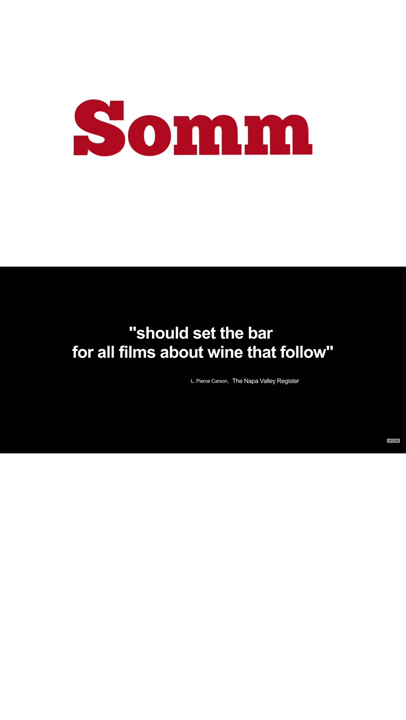 Somm
"should set the bar
for all films about wine that follow"
L. Pierce Carson, The Napa Valley Register